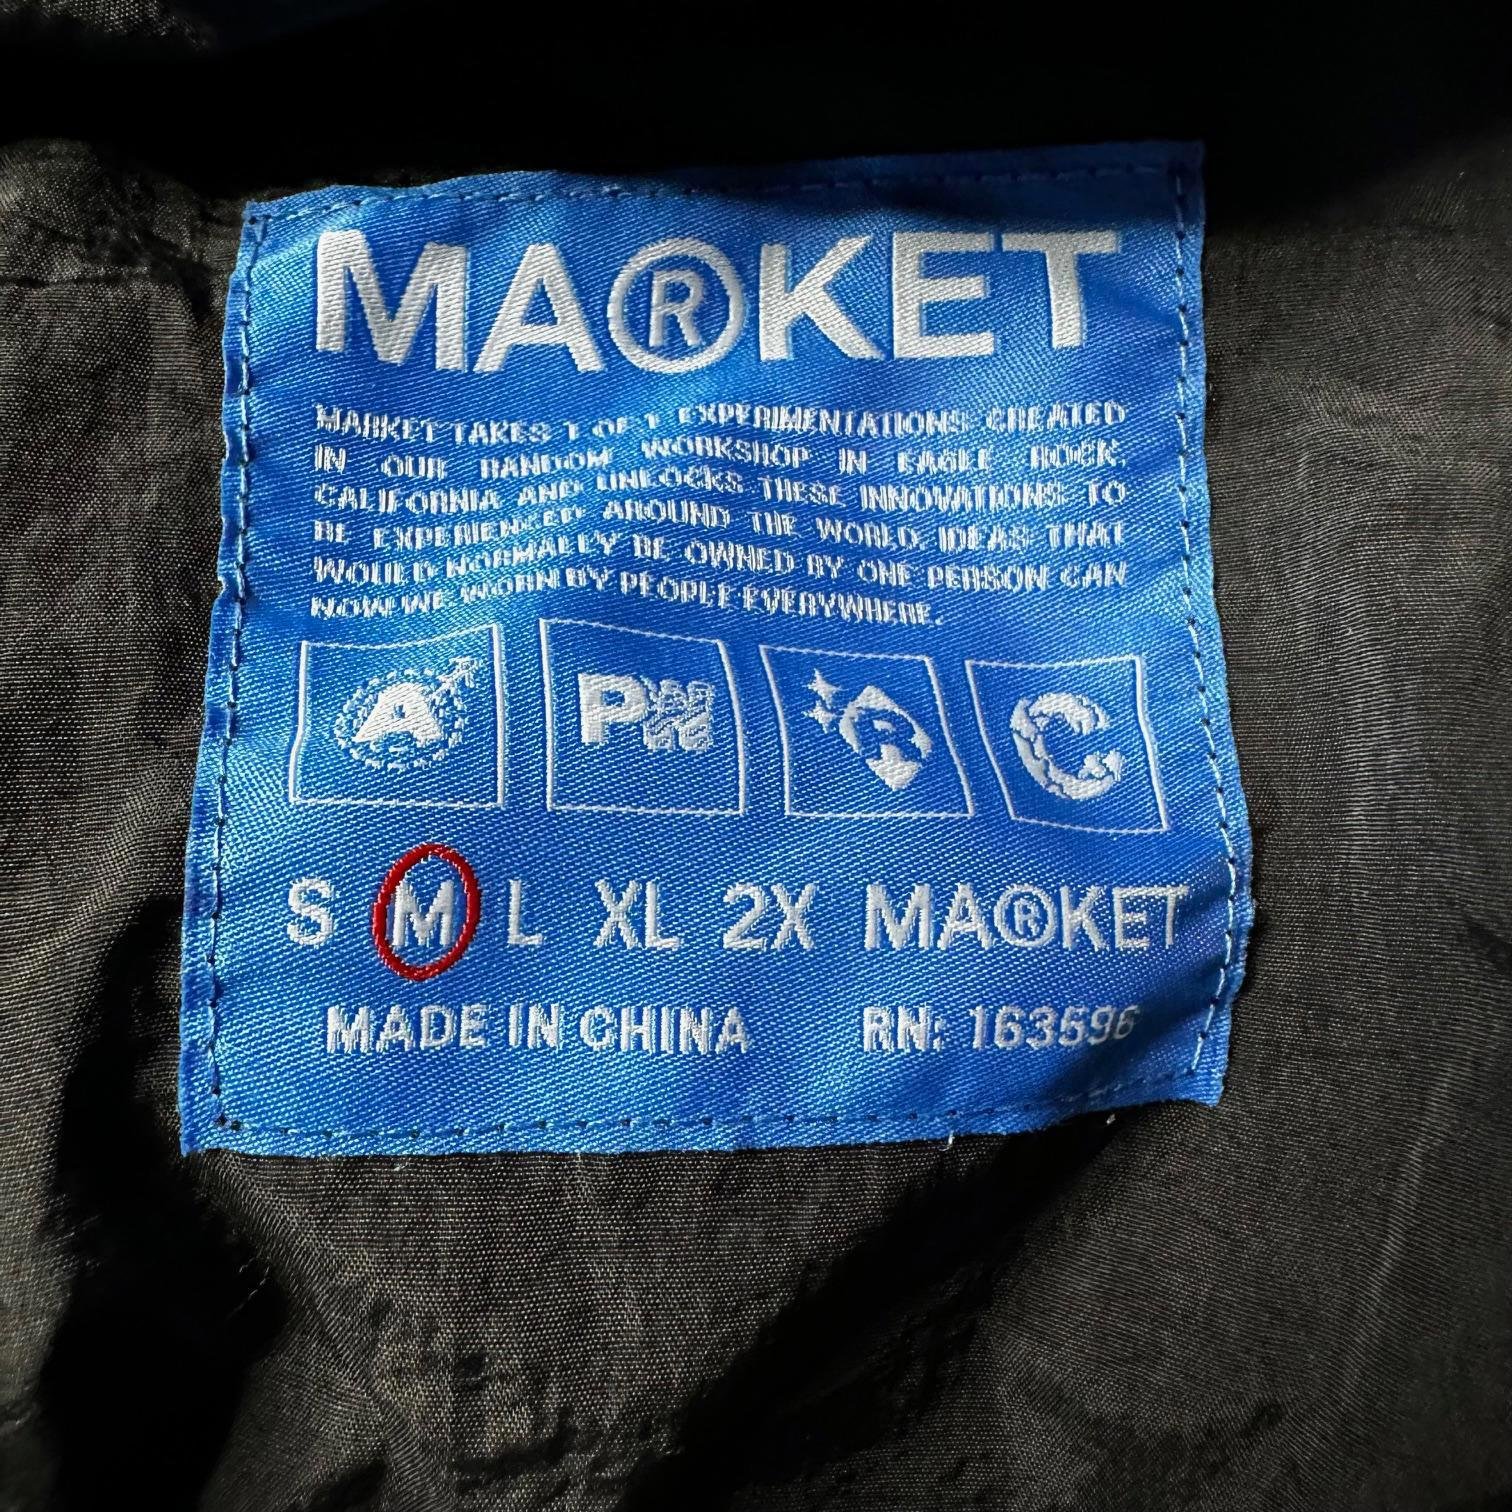 MA®KET
MARKET TAKES 1 OF 1 EXPERIMENTATIONS CREATED
IN OUR RANDOM WORKSHOP IN EAGLE ROCK,
CALIFORNIA AND UNLOCKS THESE INNOVATIONS TO
BE EXPERIENCED AROUND THE WORLD. IDEAS THAT
WOULD NORMALLY BE OWNED BY ONE PERSON CAN
NOW WE WORN BY PEOPLE EVERYWHERE.
A P R C
S M L XL 2X MA®KET
MADE IN CHINA RN: 163596